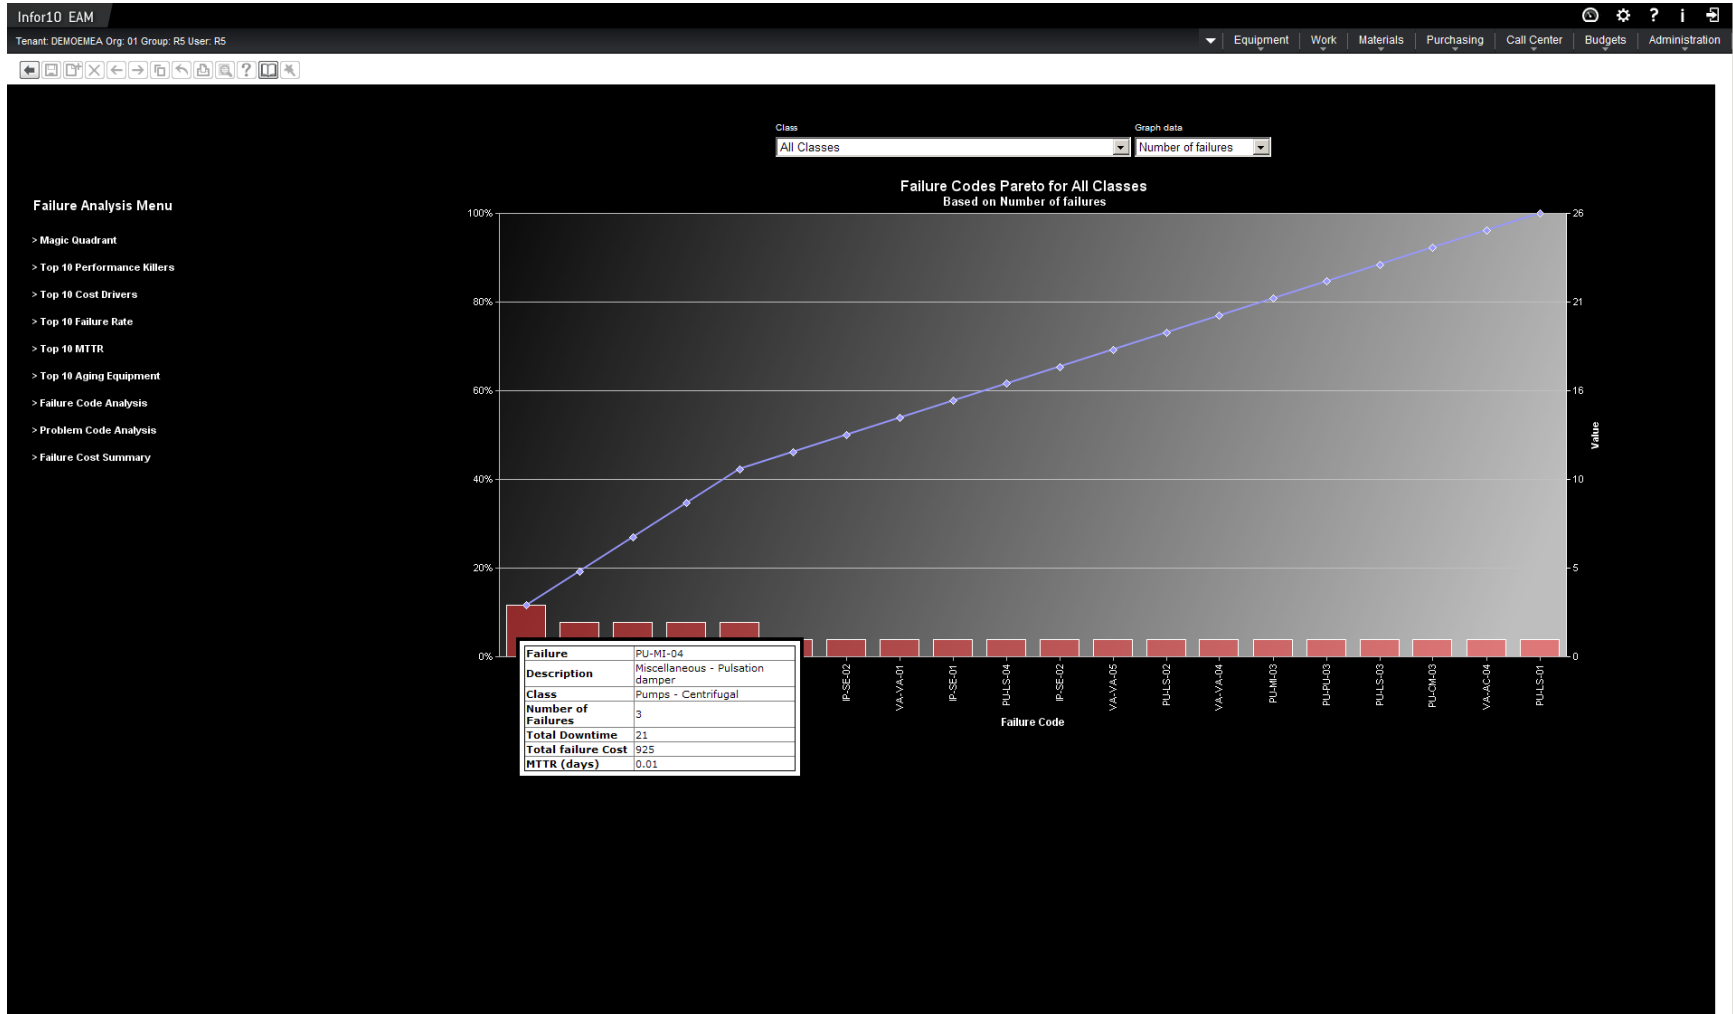 Infor10 EAM
?
i
Tenant: DEMOEMEA Org: 01 Group: R5 User: R5
Equipment Work Materials Purchasing Call Center Budgets Administration
?
Class
Graph data
All Classes
Number of failures
Failure Codes Pareto for All Classes
Based on Number of failures
Failure Analysis Menu
> Magic Quadrant
> Top 10 Performance Killers
> Top 10 Cost Drivers
> Top 10 Failure Rate
> Top 10 MTTR
> Top 10 Aging Equipment
> Failure Code Analysis
> Problem Code Analysis
> Failure Cost Summary
100%
80%
60%
40%
20%
0%
26
21
16
10
5
0
Value
IP-SE-02
VA-VA-01
IP-SE-01
PU-LS-04
IP-SE-02
VA-VA-05
PU-LS-02
VA-VA-04
PU-MI-03
PU-PU-03
PU-LS-03
PU-CM-03
VA-AC-04
PU-LS-01
Failure Code
Failure PU-MI-04
Description Miscellaneous - Pulsation
damper
Class Pumps - Centrifugal
Number of
Failures 3
Total Downtime 21
Total failure Cost 925
MTTR (days) 0.01